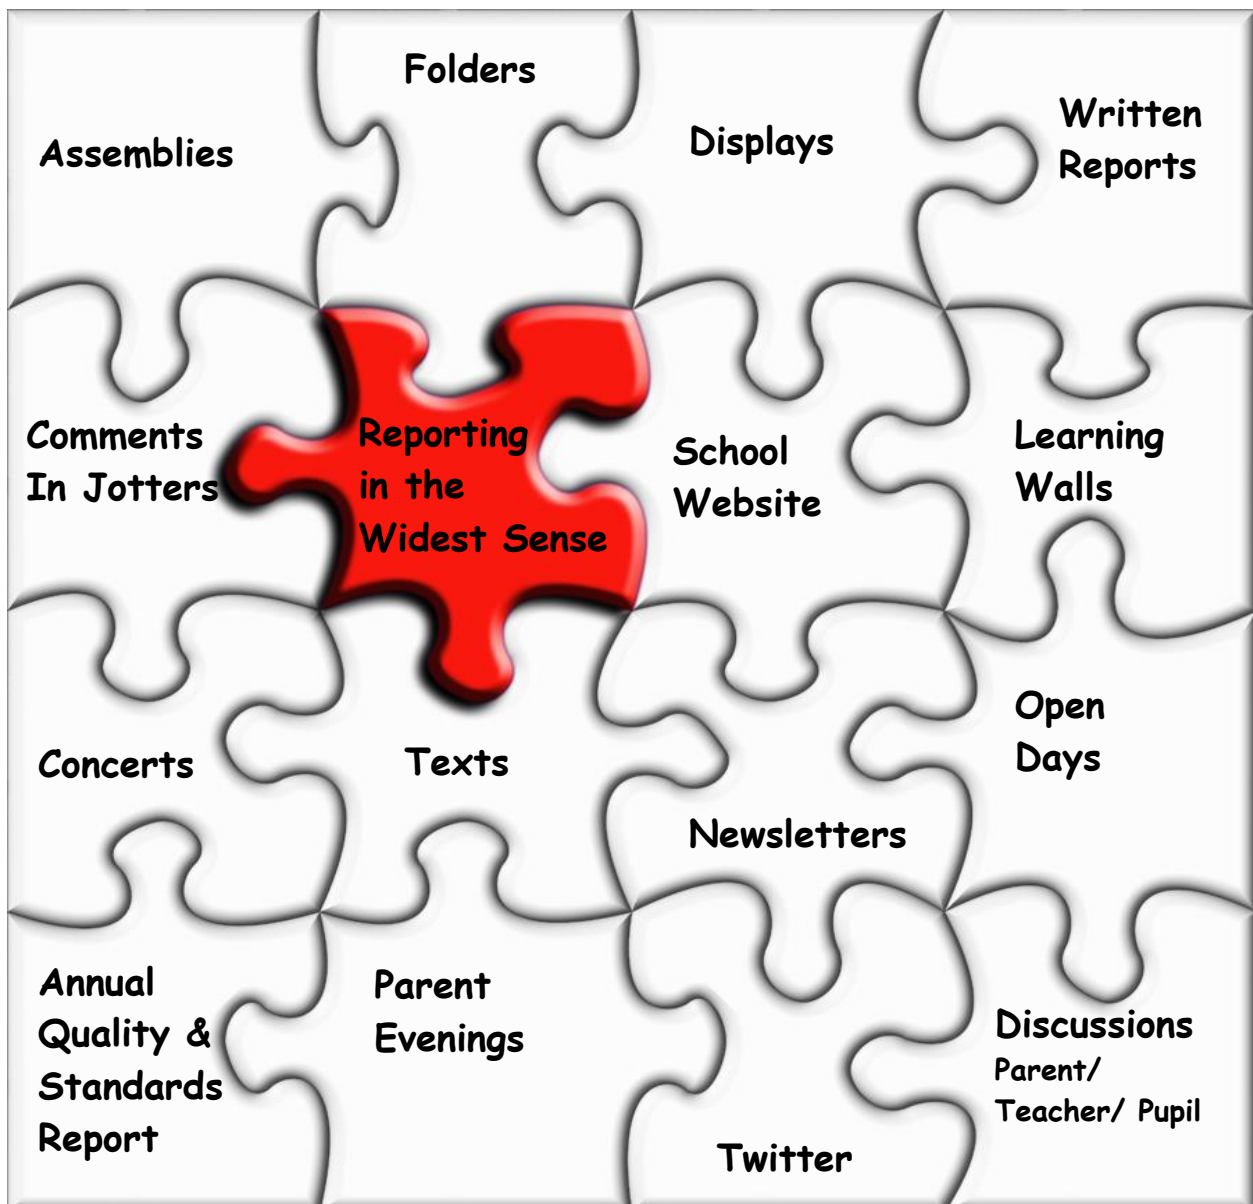 Assemblies
Folders
Displays
Written
Reports
Comments
In Jotters
Reporting
in the
Widest Sense
School
Website
Learning
Walls
Concerts
Texts
Newsletters
Open
Days
Annual
Quality &
Standards
Report
Parent
Evenings
Twitter
Discussions
Parent/
Teacher/ Pupil